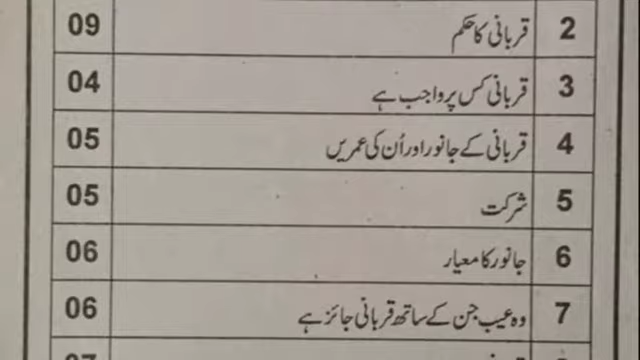 2 قربانی کا حکم 09
3 قربانی کس پر واجب ہے 04
4 قربانی کے جانور اور اُن کی عمریں 05
5 شرکت 05
6 جانور کا معیار 06
7 وہ عیب جن کے ساتھ قربانی جائز ہے 06